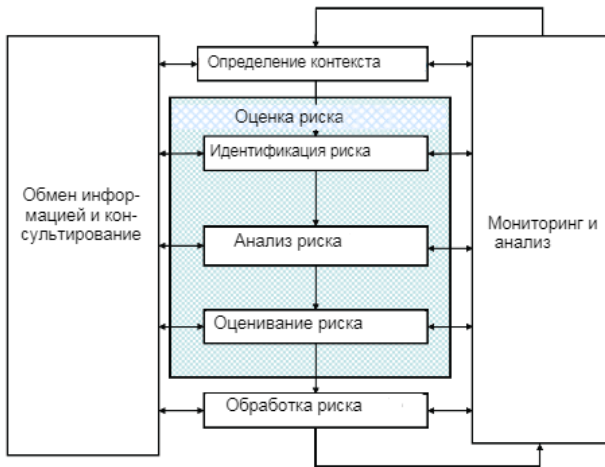 Определение контекста
Оценка риска
Идентификация риска
Обмен инфор-
мацией и кон-
сультирование
Анализ риска
Мониторинг и
анализ
Оценивание риска
Обработка риска